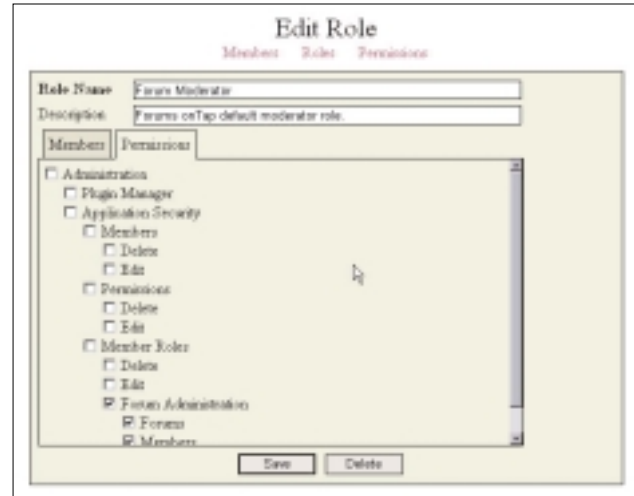 Edit Role
Members Roles Permissions
Role Name Forum Moderator
Description Forums onTap default moderator role.
Members Permissions
Administration
Plugin Manager
Application Security
Members
Delete
Edit
Permissions
Delete
Edit
Member Roles
Delete
Edit
Forum Administration
Forums
Members
Save Delete